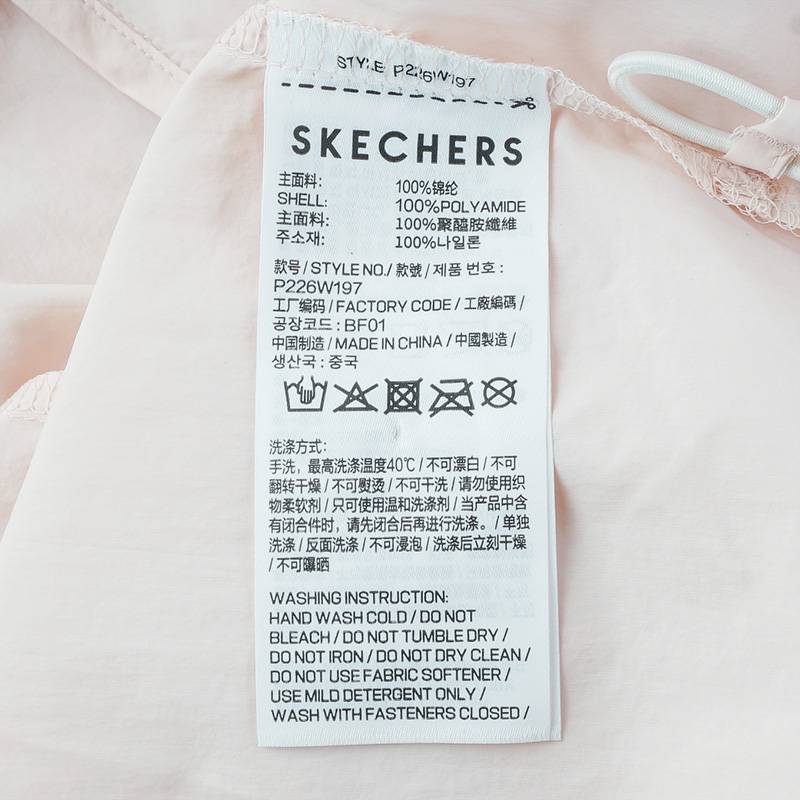 STYLE P226W197
SKECHERS
主面料: 100%锦纶
SHELL: 100%POLYAMIDE
主面料: 100%聚醯胺纖維
주소재: 100%나일론
款号/STYLE NO./款號/제품 번호:
P226W197
工厂编码/FACTORY CODE/工廠編碼/
공장코드:BF01
中国制造/MADE IN CHINA/中國製造/
생산국:중국
洗涤方式:
手洗，最高洗涤温度40℃/不可漂白/不可
翻转干燥/不可熨烫/不可干洗/请勿使用织
物柔软剂/只可使用温和洗涤剂/当产品中含
有闭合件时,请先闭合后再进行洗涤。/单独
洗涤/反面洗涤/不可浸泡/洗涤后立刻干燥
/不可曝晒
WASHING INSTRUCTION:
HAND WASH COLD/DO NOT
BLEACH/DO NOT TUMBLE DRY/
DO NOT IRON/DO NOT DRY CLEAN/
DO NOT USE FABRIC SOFTENER/
USE MILD DETERGENT ONLY/
WASH WITH FASTENERS CLOSED/